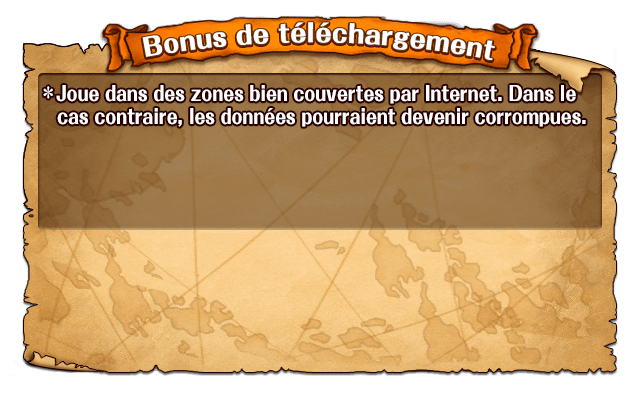 Bonus de téléchargement
*Joue dans des zones bien couvertes par Internet. Dans le
cas contraire, les données pourraient devenir corrompues.